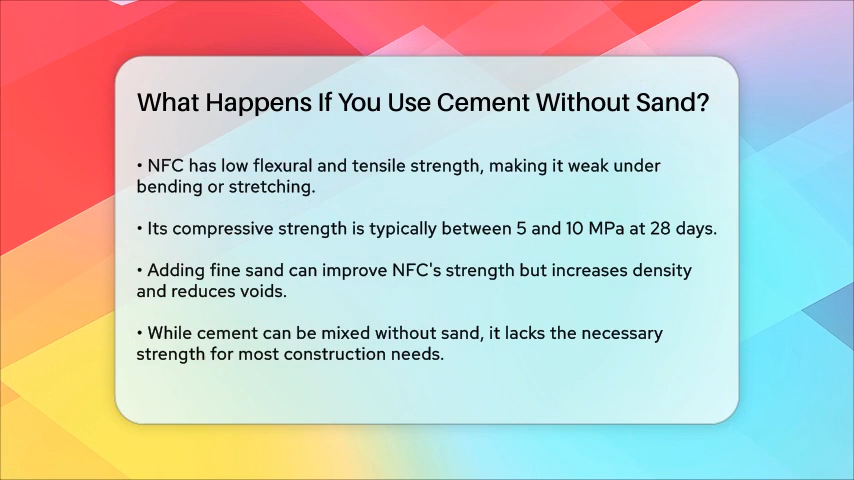 What Happens If You Use Cement Without Sand?
• NFC has low flexural and tensile strength, making it weak under
bending or stretching.
• Its compressive strength is typically between 5 and 10 MPa at 28 days.
• Adding fine sand can improve NFC's strength but increases density
and reduces voids.
• While cement can be mixed without sand, it lacks the necessary
strength for most construction needs.